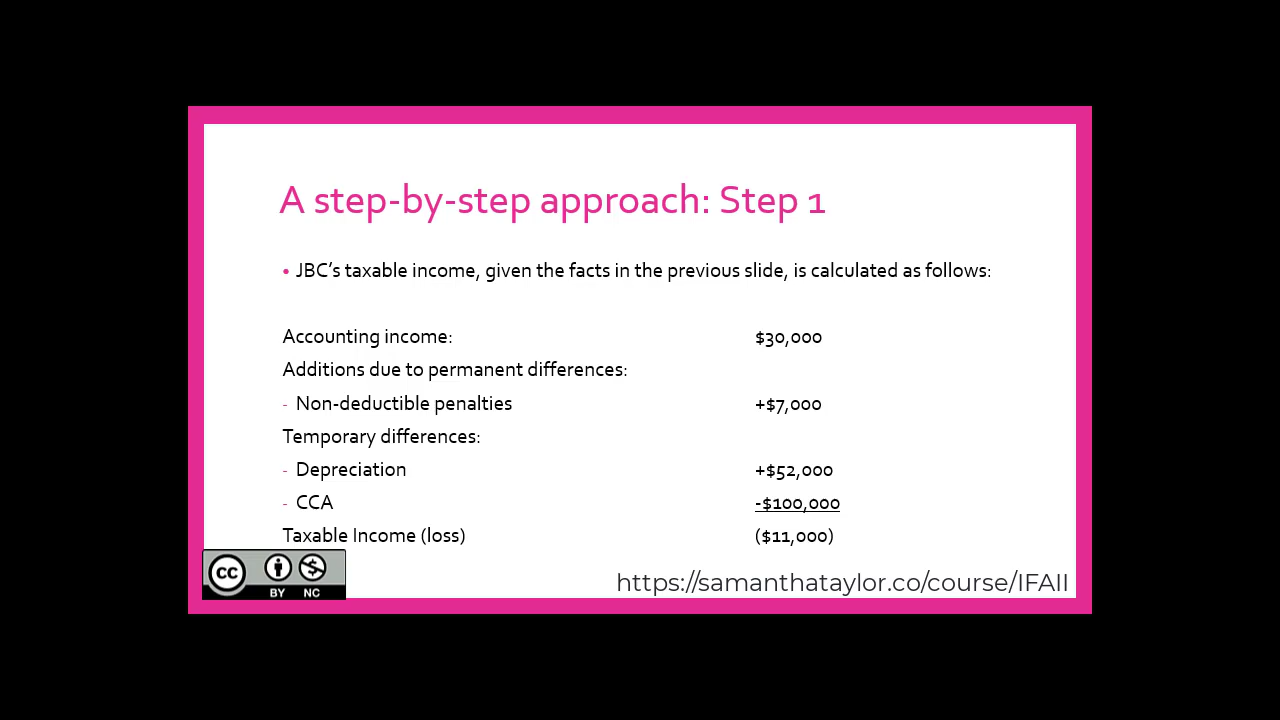 A step-by-step approach: Step 1
• JBC's taxable income, given the facts in the previous slide, is calculated as follows:
Accounting income: $30,000
Additions due to permanent differences:
- Non-deductible penalties +$7,000
Temporary differences:
- Depreciation +$52,000
- CCA -$100,000
Taxable Income (loss) ($11,000)
cc
BY NC
https://samanthataylor.co/course/IFAII